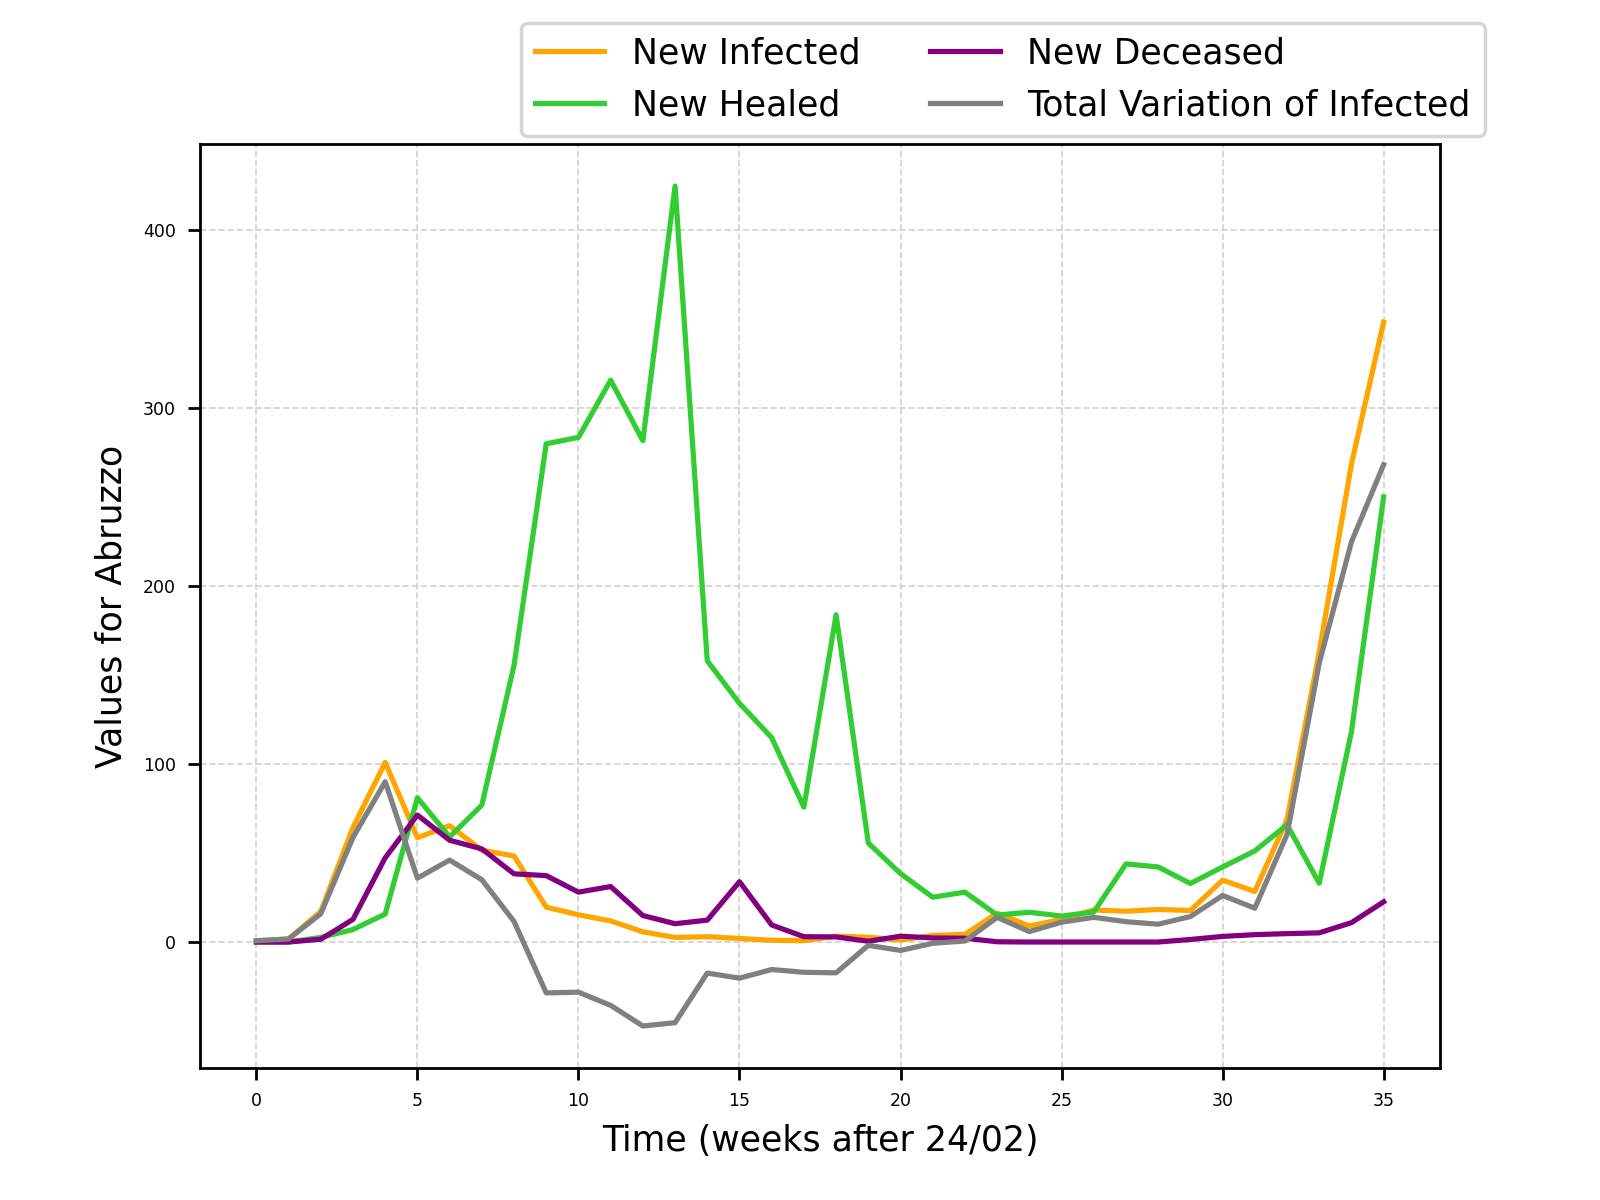 New Infected
New Healed
New Deceased
Total Variation of Infected
Values for Abruzzo
400
300
200
100
0
0 5 10 15 20 25 30 35
Time (weeks after 24/02)